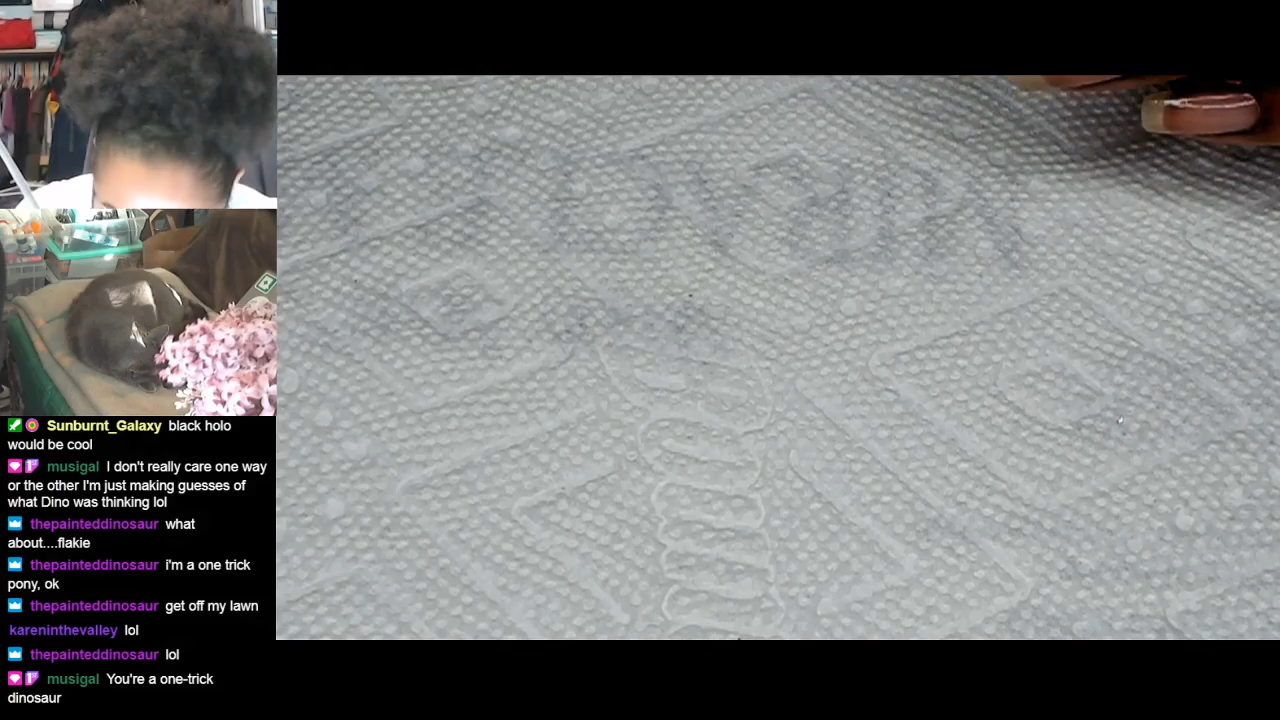 Sunburnt_Galaxy black holo
would be cool
musigal I don't really care one way
or the other I'm just making guesses of
what Dino was thinking lol
thepainteddinosaur what
about....flakie
thepainteddinosaur i'm a one trick
pony, ok
thepainteddinosaur get off my lawn
kareninthevalley lol
thepainteddinosaur lol
musigal You're a one-trick
dinosaur